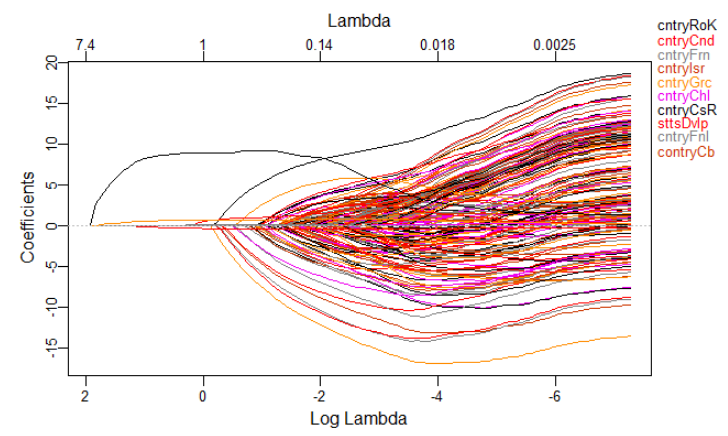 Lambda
7.4 1 0.14 0.018 0.0025
20
15
10
5
0
-5
-10
-15
Coefficients
2 0 -2 -4 -6
Log Lambda
cntryRoK
cntryCnd
cntryFrn
cntryIsr
cntryGrc
cntryChl
cntryCsR
sttsDvlp
cntryFnl
contryCb